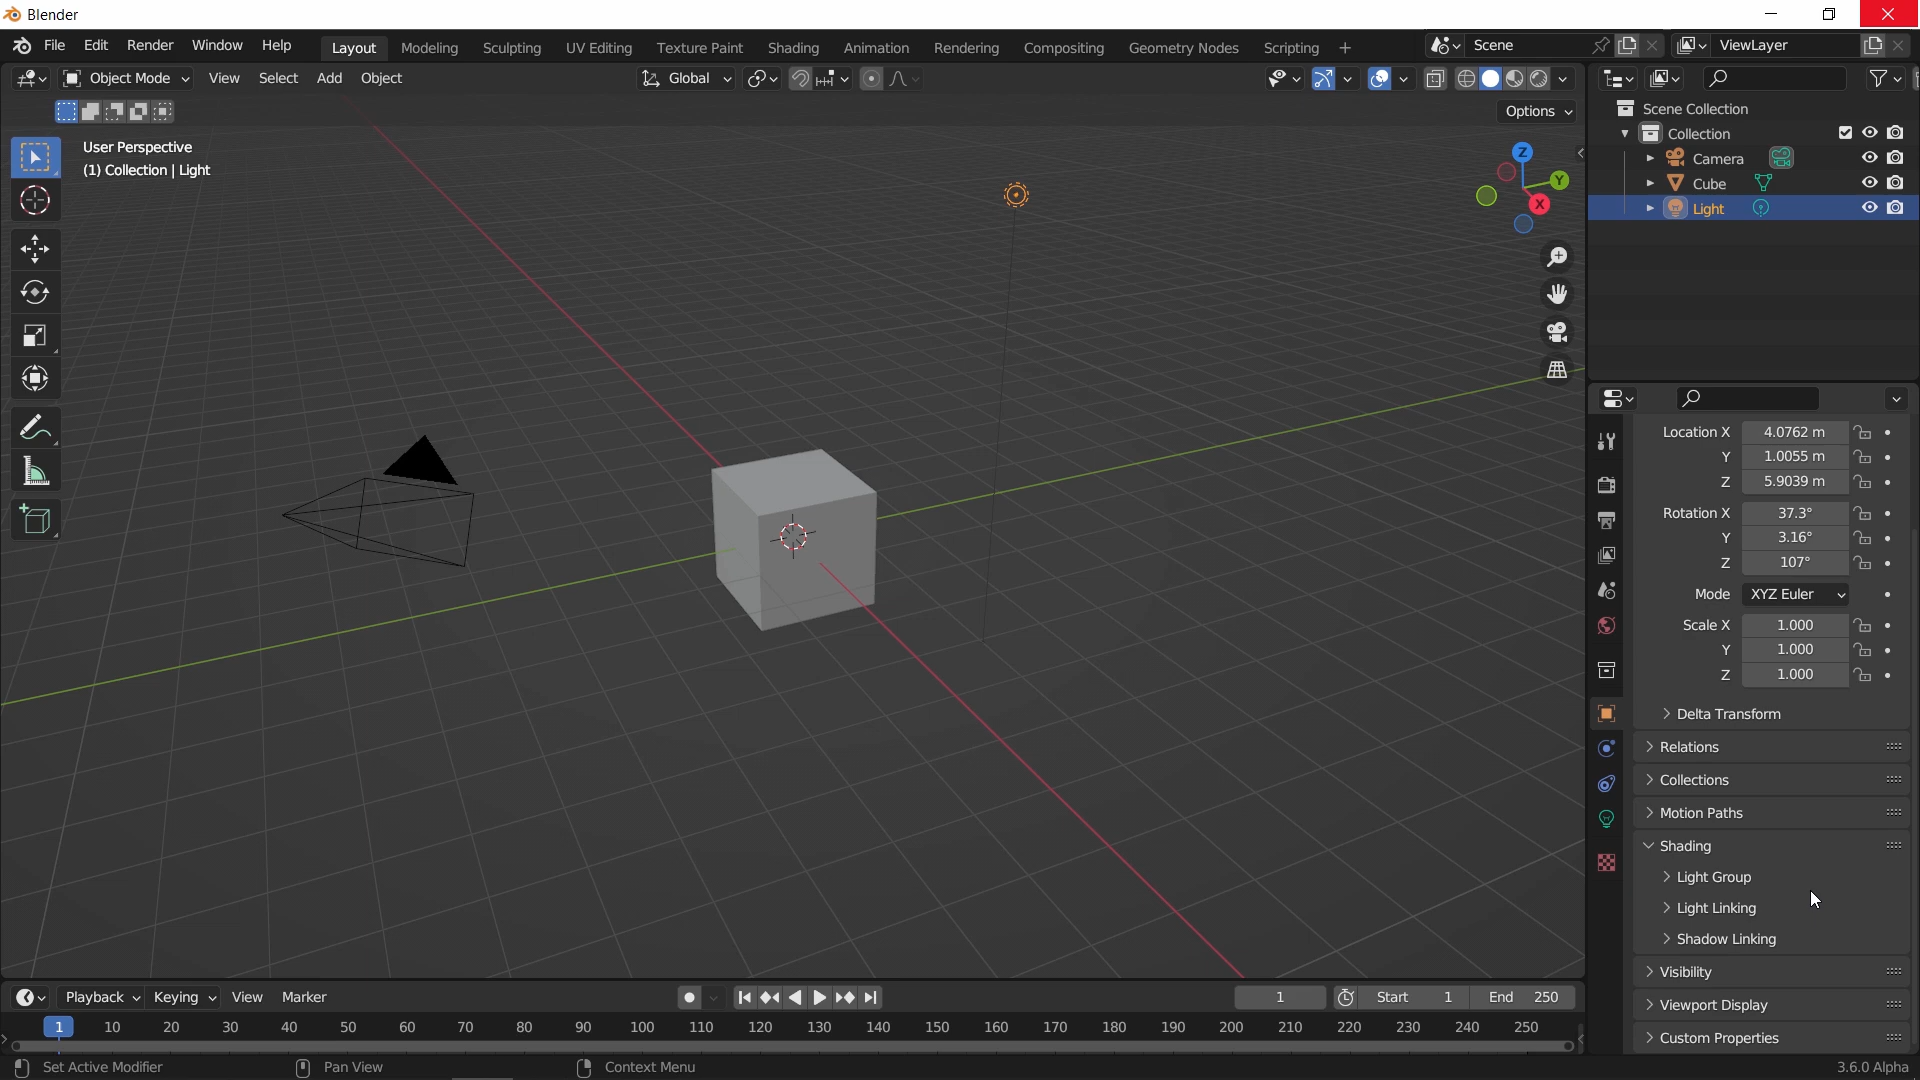 Blender
File Edit Render Window Help Layout Modeling Sculpting UV Editing Texture Paint Shading Animation Rendering Compositing Geometry Nodes Scripting + Scene ViewLayer
Object Mode View Select Add Object Global
Options
User Perspective
(1) Collection | Light
Z
Y
X
Scene Collection
Collection
Camera
Cube
Light
Location X 4.0762 m
Y 1.0055 m
Z 5.9039 m
Rotation X 37.3°
Y 3.16°
Z 107°
Mode XYZ Euler
Scale X 1.000
Y 1.000
Z 1.000
Delta Transform
Relations
Collections
Motion Paths
Shading
Light Group
Light Linking
Shadow Linking
Visibility
Viewport Display
Custom Properties
Playback Keying View Marker 1 Start 1 End 250
1 10 20 30 40 50 60 70 80 90 100 110 120 130 140 150 160 170 180 190 200 210 220 230 240 250
Set Active Modifier Pan View Context Menu 3.6.0 Alpha